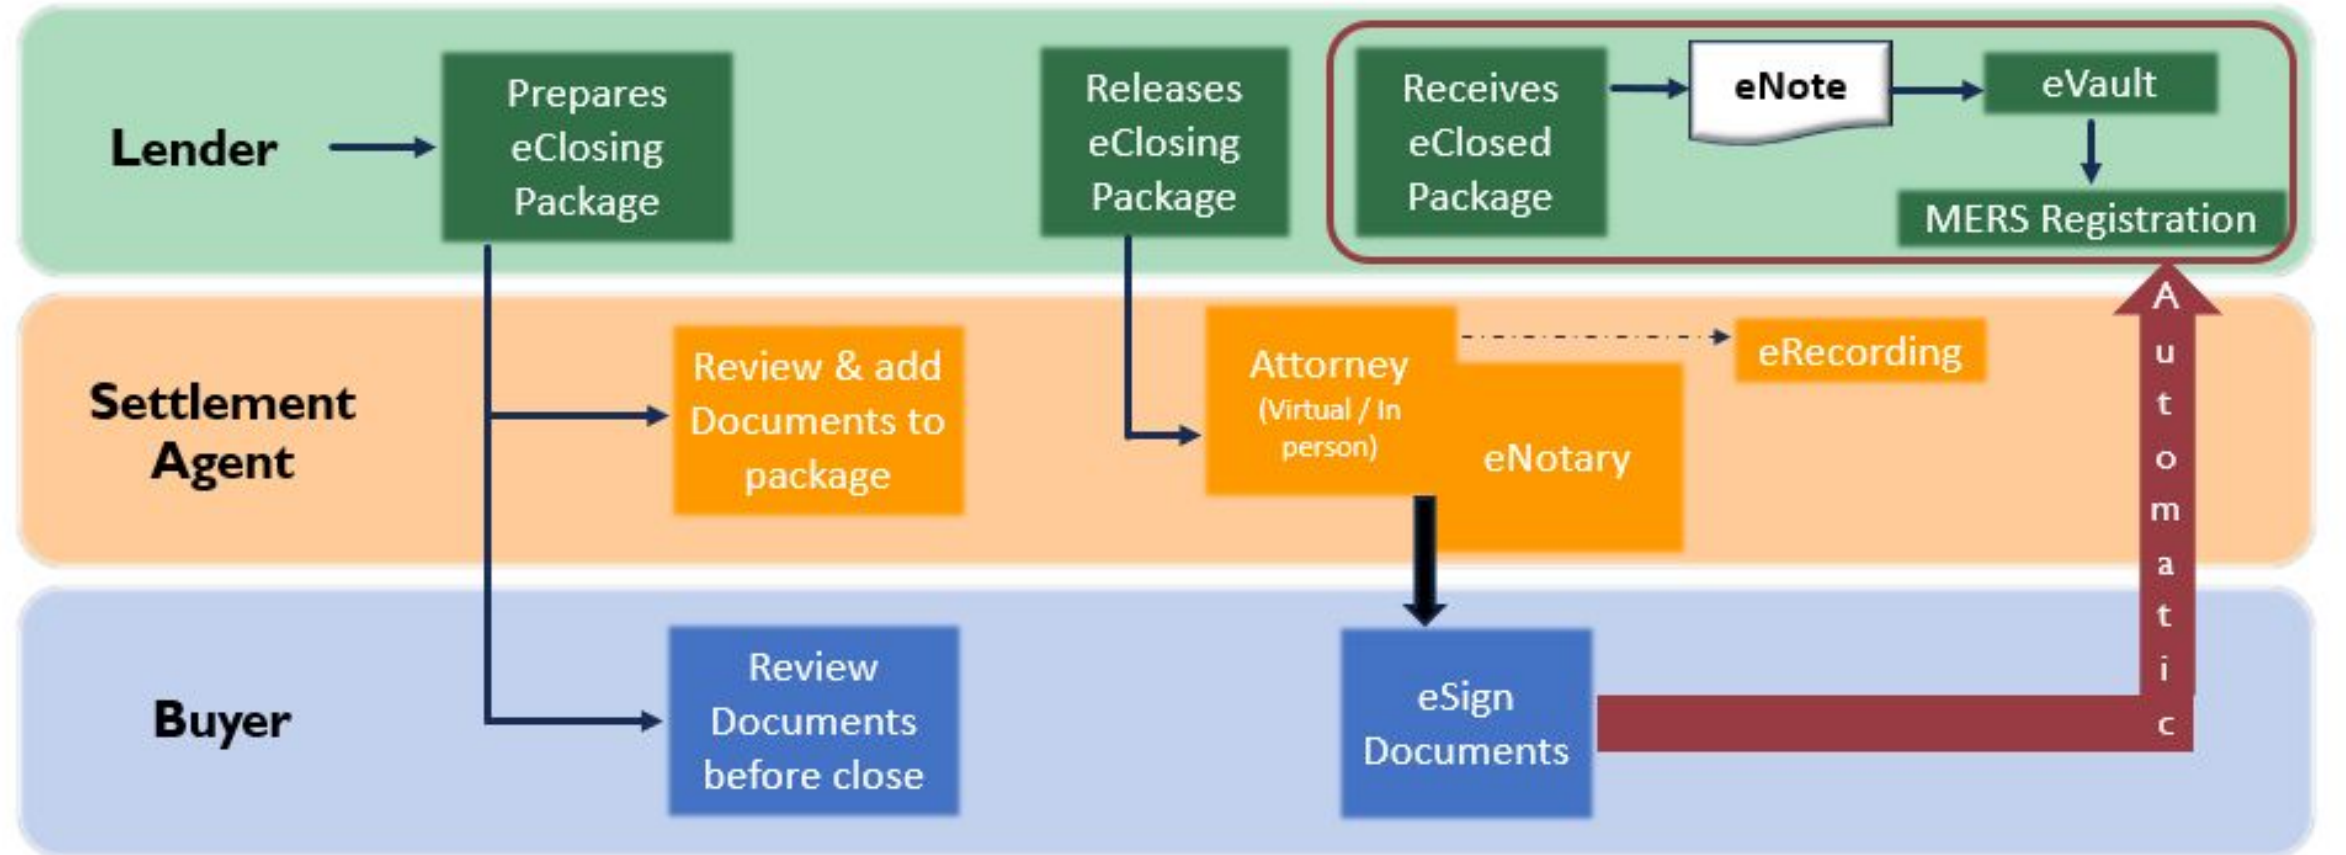 Lender
Prepares
eClosing
Package
Releases
eClosing
Package
Receives
eClosed
Package
eNote
eVault
MERS Registration
Settlement
Agent
Review & add
Documents to
package
Attorney
(Virtual / In
person)
eNotary
eRecording
Automatic
Buyer
Review
Documents
before close
eSign
Documents